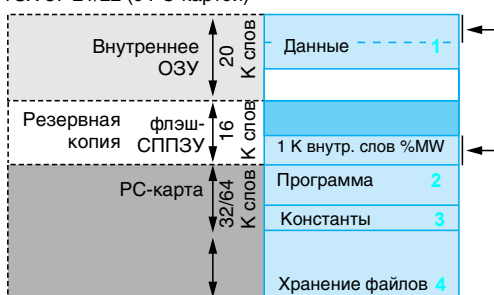 Внутреннее ОЗУ
20 К слов
Данные 1
Резервная копия
флэш-СППЗУ
16 К слов
1 К внутр. слов %MW
PC-карта
32/64 К слов
Программа 2
Константы 3
Хранение файлов 4